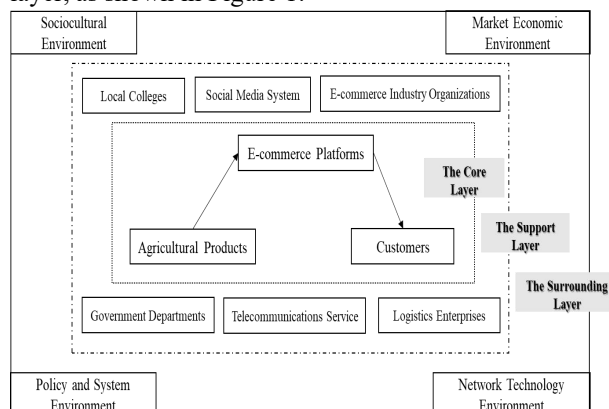 layer, as shown in Figure 1.
Sociocultural
Environment
Market Economic
Environment
Local Colleges
Social Media System
E-commerce Industry Organizations
E-commerce Platforms
The Core
Layer
Agricultural Products
Customers
The Support
Layer
The Surrounding
Layer
Government Departments
Telecommunications Service
Logistics Enterprises
Policy and System
Environment
Network Technology
Environment